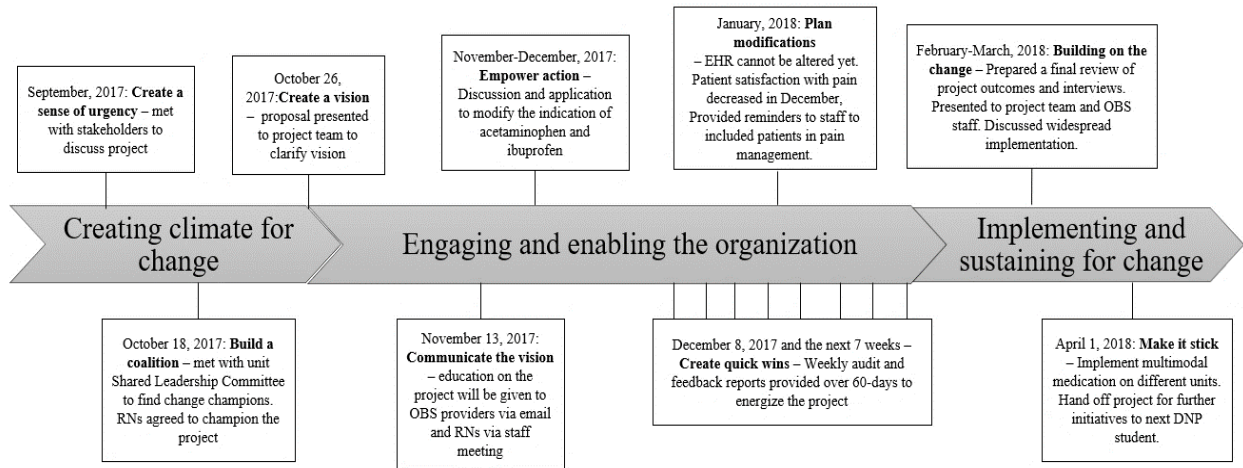 September, 2017: Create a
sense of urgency – met
with stakeholders to
discuss project
October 26,
2017:Create a vision
– proposal presented
to project team to
clarify vision
November-December, 2017:
Empower action –
Discussion and application
to modify the indication of
acetaminophen and
ibuprofen
January, 2018: Plan
modifications
– EHR cannot be altered yet.
Patient satisfaction with pain
decreased in December,
Provided reminders to staff to
included patients in pain
management.
February-March, 2018: Building on the
change – Prepared a final review of
project outcomes and interviews.
Presented to project team and OBS
staff. Discussed widespread
implementation.
Creating climate for
change
Engaging and enabling the organization
Implementing and
sustaining for change
October 18, 2017: Build a
coalition – met with unit
Shared Leadership Committee
to find change champions.
RNs agreed to champion the
project
November 13, 2017:
Communicate the vision
– education on the
project will be given to
OBS providers via email
and RNs via staff
meeting
December 8, 2017 and the next 7 weeks –
Create quick wins – Weekly audit and
feedback reports provided over 60-days to
energize the project
April 1, 2018: Make it stick
– Implement multimodal
medication on different units.
Hand off project for further
initiatives to next DNP
student.